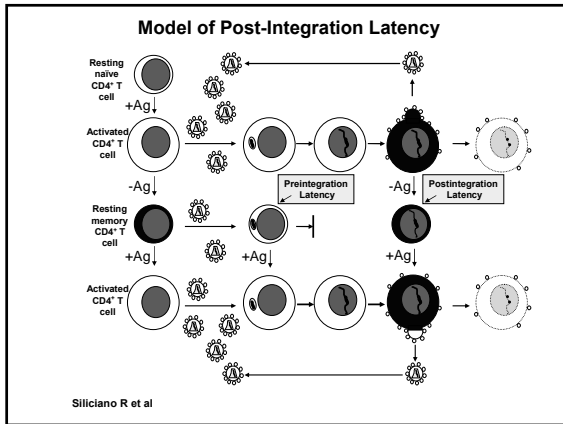 Model of Post-Integration Latency
Resting
naïve
CD4⁺ T
cell
+Ag
Activated
CD4⁺ T
cell
-Ag
Preintegration
Latency
-Ag
Postintegration
Latency
Resting
memory
CD4⁺ T
cell
+Ag
+Ag
+Ag
Activated
CD4⁺ T
cell
Siliciano R et al